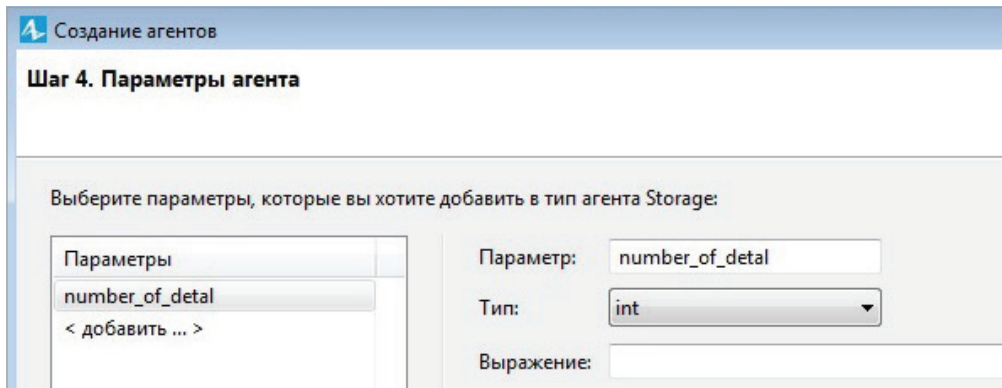 Создание агентов
Шаг 4. Параметры агента
Выберите параметры, которые вы хотите добавить в тип агента Storage:
Параметры
number_of_detal
< добавить ... >
Параметр: number_of_detal
Тип: int
Выражение: